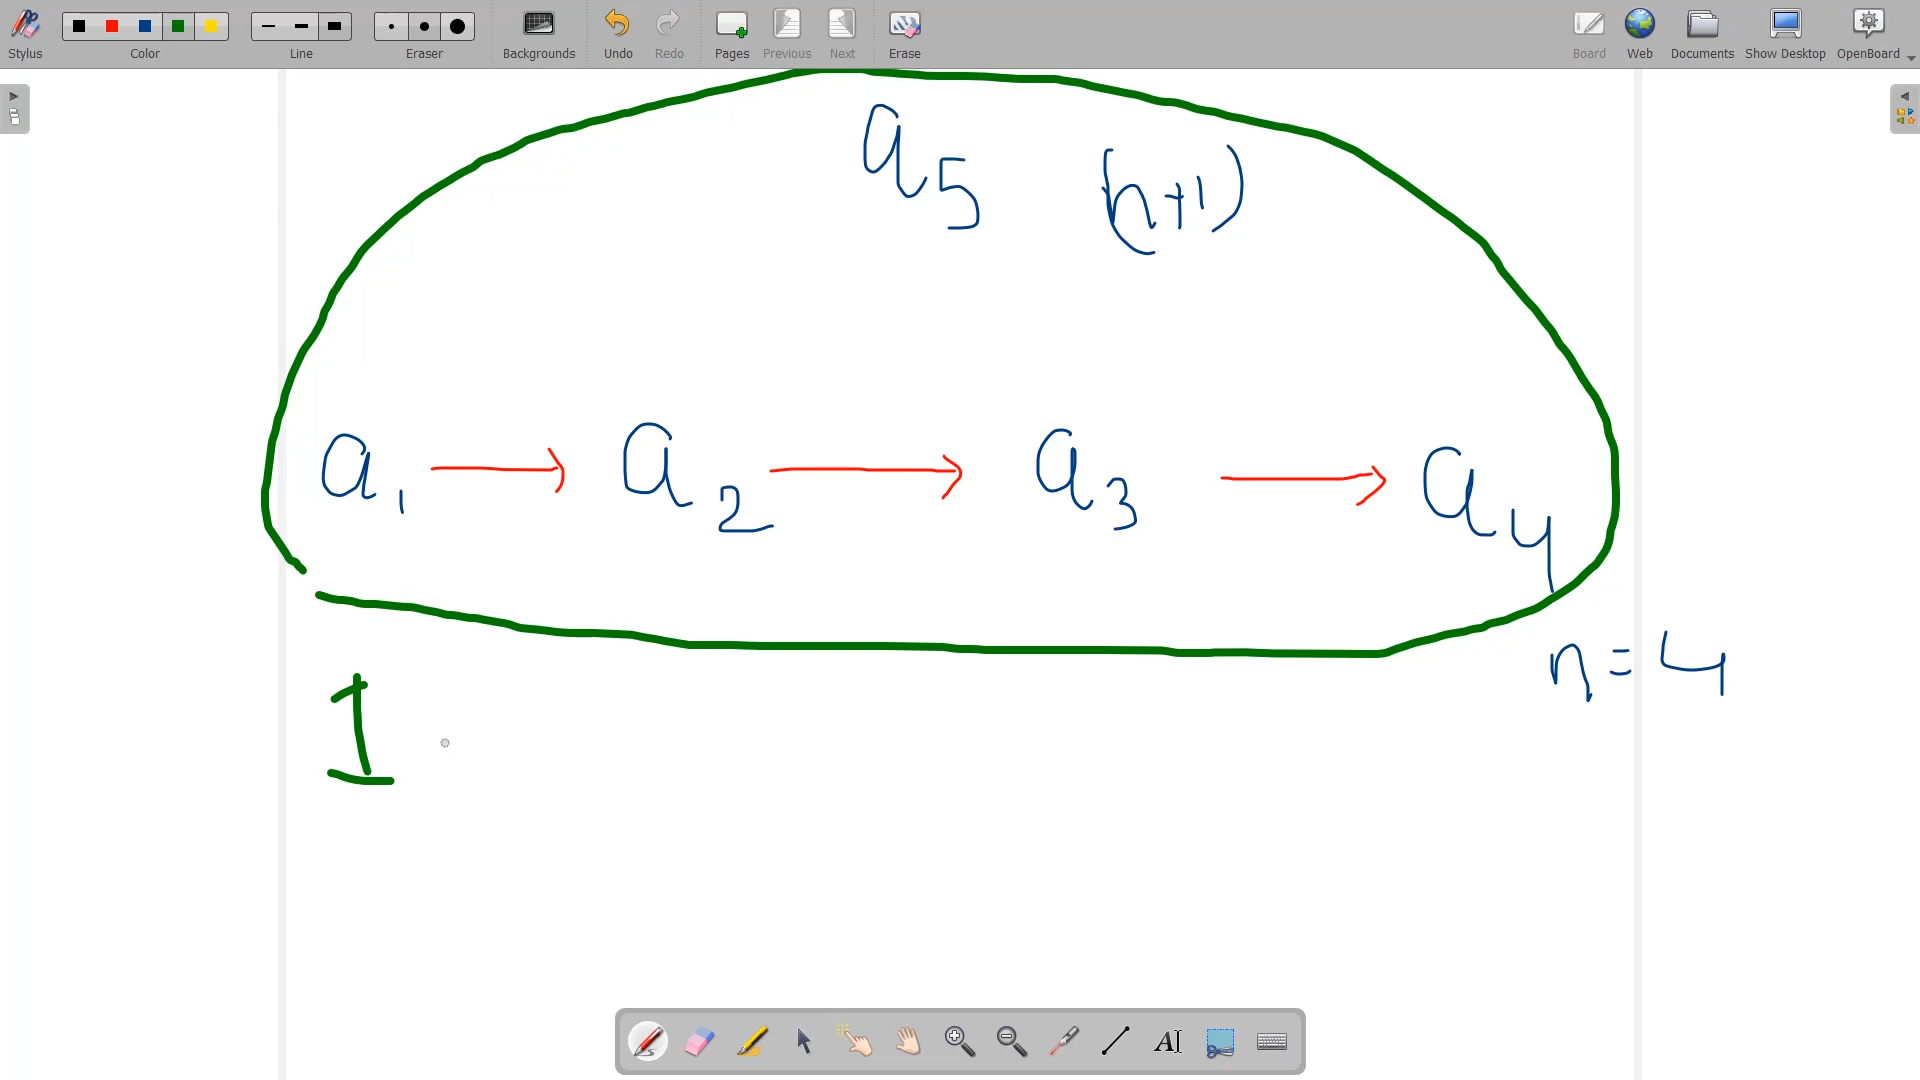 Stylus Color Line Eraser Backgrounds Undo Redo Pages Previous Next Erase Board Web Documents Show Desktop OpenBoard
a5 (n+1)
a1 → a2 → a3 → a4
n = 4
I
AI